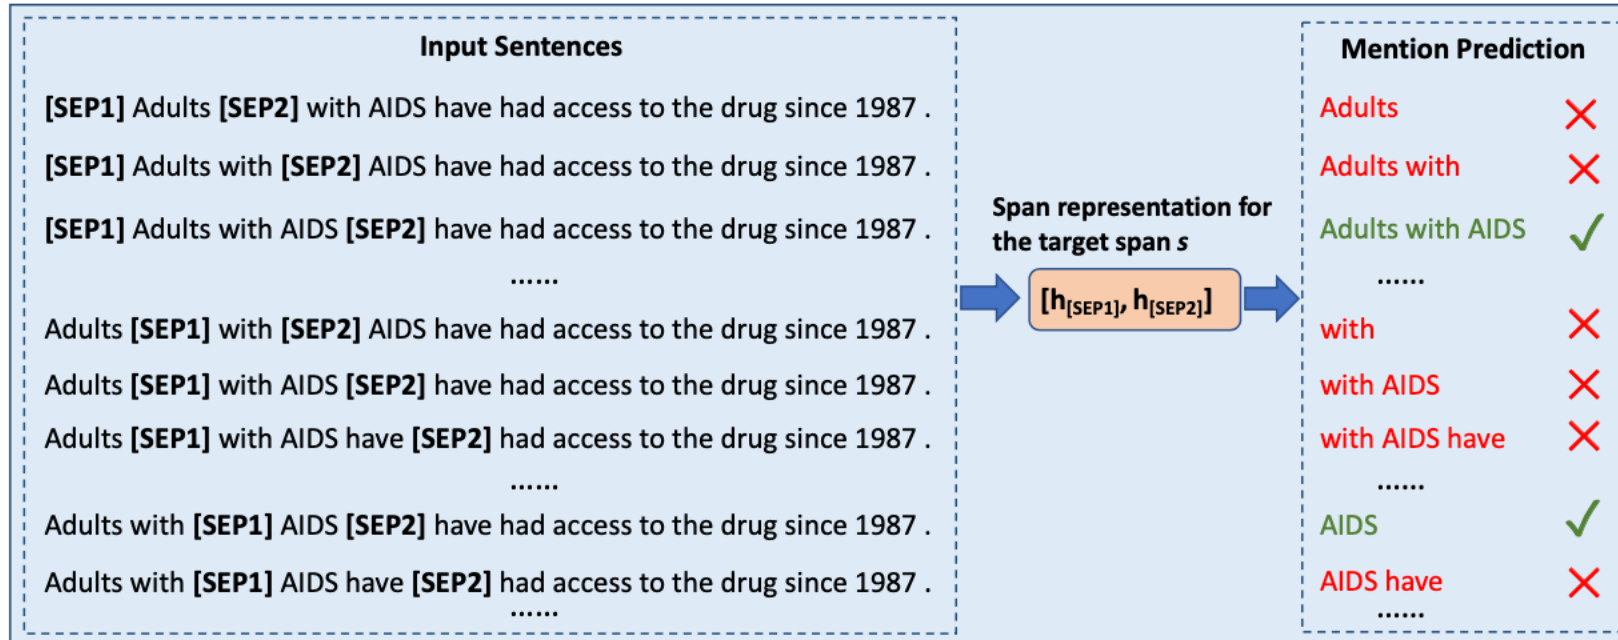 Input Sentences
[SEP1] Adults [SEP2] with AIDS have had access to the drug since 1987 .
[SEP1] Adults with [SEP2] AIDS have had access to the drug since 1987 .
[SEP1] Adults with AIDS [SEP2] have had access to the drug since 1987 .
......
Adults [SEP1] with [SEP2] AIDS have had access to the drug since 1987 .
Adults [SEP1] with AIDS [SEP2] have had access to the drug since 1987 .
Adults [SEP1] with AIDS have [SEP2] had access to the drug since 1987 .
......
Adults with [SEP1] AIDS [SEP2] have had access to the drug since 1987 .
Adults with [SEP1] AIDS have [SEP2] had access to the drug since 1987 .
......
Span representation for
the target span s
[h[SEP1], h[SEP2]]
Mention Prediction
Adults
Adults with
Adults with AIDS
......
with
with AIDS
with AIDS have
......
AIDS
AIDS have
......